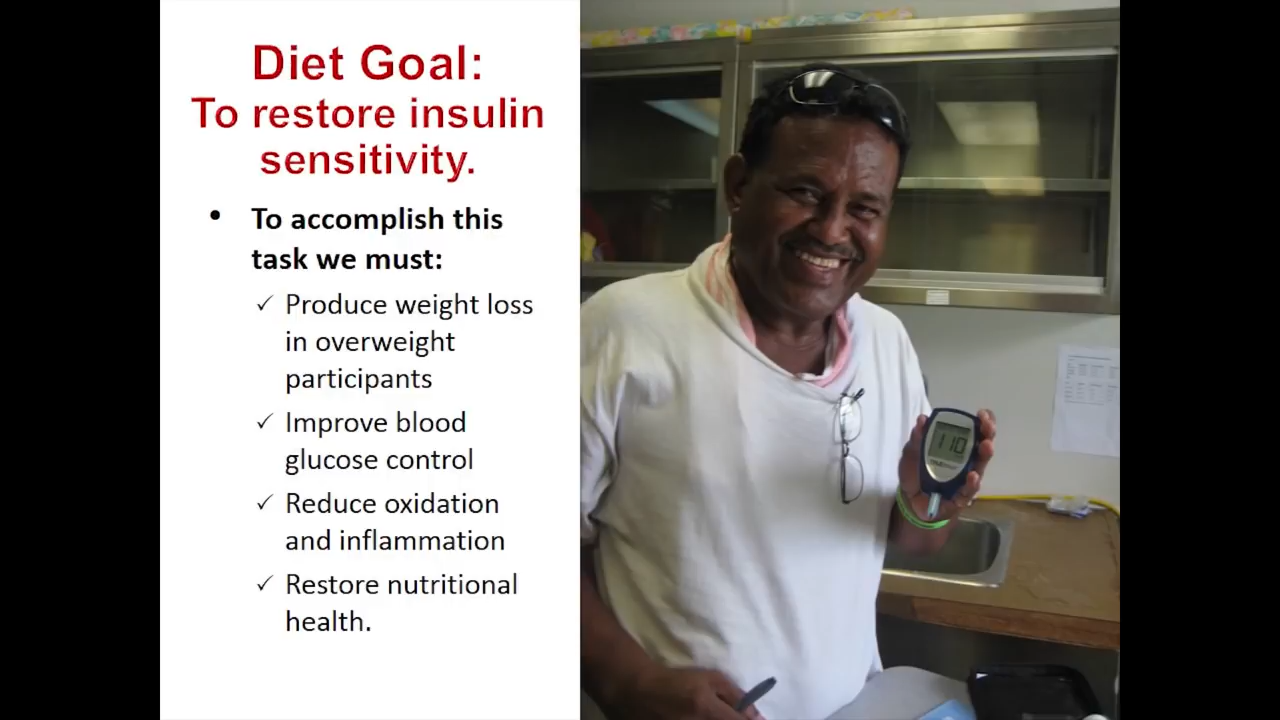 Diet Goal:
To restore insulin
sensitivity.
• To accomplish this
task we must:
✓ Produce weight loss
in overweight
participants
✓ Improve blood
glucose control
✓ Reduce oxidation
and inflammation
✓ Restore nutritional
health.
110